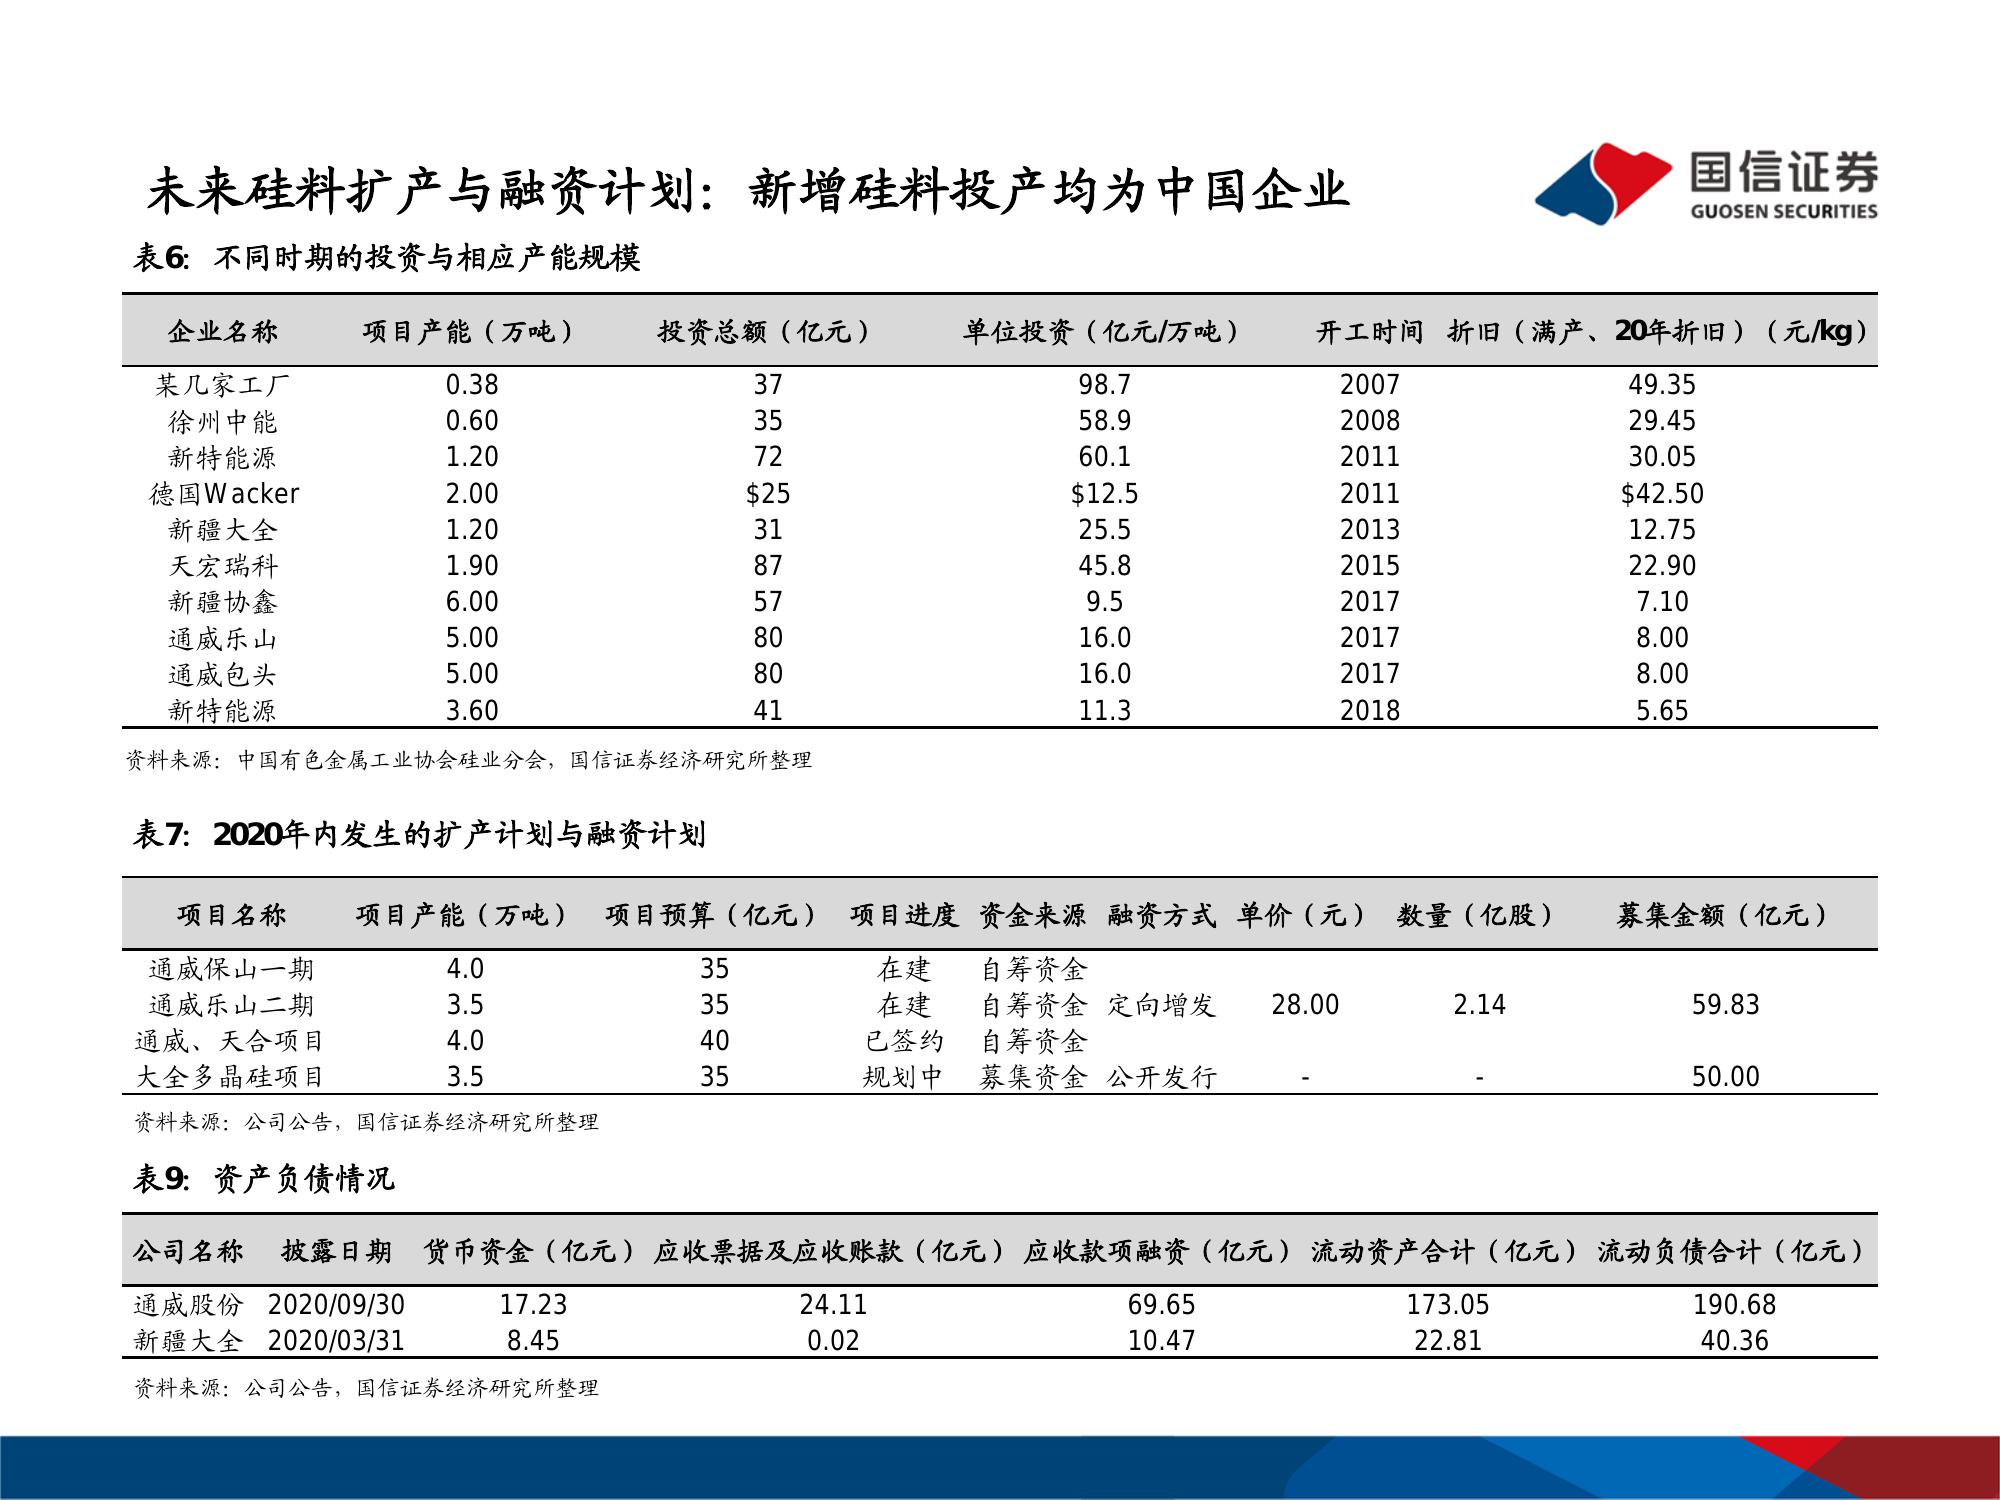 未来硅料扩产与融资计划：新增硅料投产均为中国企业
国信证券
GUOSEN SECURITIES
表6: 不同时期的投资与相应产能规模
企业名称 项目产能（万吨） 投资总额（亿元） 单位投资（亿元/万吨） 开工时间 折旧（满产、20年折旧）（元/kg）
某几家工厂 0.38 37 98.7 2007 49.35
徐州中能 0.60 35 58.9 2008 29.45
新特能源 1.20 72 60.1 2011 30.05
德国Wacker 2.00 $25 $12.5 2011 $42.50
新疆大全 1.20 31 25.5 2013 12.75
天宏瑞科 1.90 87 45.8 2015 22.90
新疆协鑫 6.00 57 9.5 2017 7.10
通威乐山 5.00 80 16.0 2017 8.00
通威包头 5.00 80 16.0 2017 8.00
新特能源 3.60 41 11.3 2018 5.65
资料来源：中国有色金属工业协会硅业分会，国信证券经济研究所整理
表7: 2020年内发生的扩产计划与融资计划
项目名称 项目产能（万吨） 项目预算（亿元） 项目进度 资金来源 融资方式 单价（元） 数量（亿股） 募集金额（亿元）
通威保山一期 4.0 35 在建 自筹资金
通威乐山二期 3.5 35 在建 自筹资金 定向增发 28.00 2.14 59.83
通威、天合项目 4.0 40 已签约 自筹资金
大全多晶硅项目 3.5 35 规划中 募集资金 公开发行 - - 50.00
资料来源：公司公告，国信证券经济研究所整理
表9: 资产负债情况
公司名称 披露日期 货币资金（亿元） 应收票据及应收账款（亿元） 应收款项融资（亿元） 流动资产合计（亿元） 流动负债合计（亿元）
通威股份 2020/09/30 17.23 24.11 69.65 173.05 190.68
新疆大全 2020/03/31 8.45 0.02 10.47 22.81 40.36
资料来源：公司公告，国信证券经济研究所整理